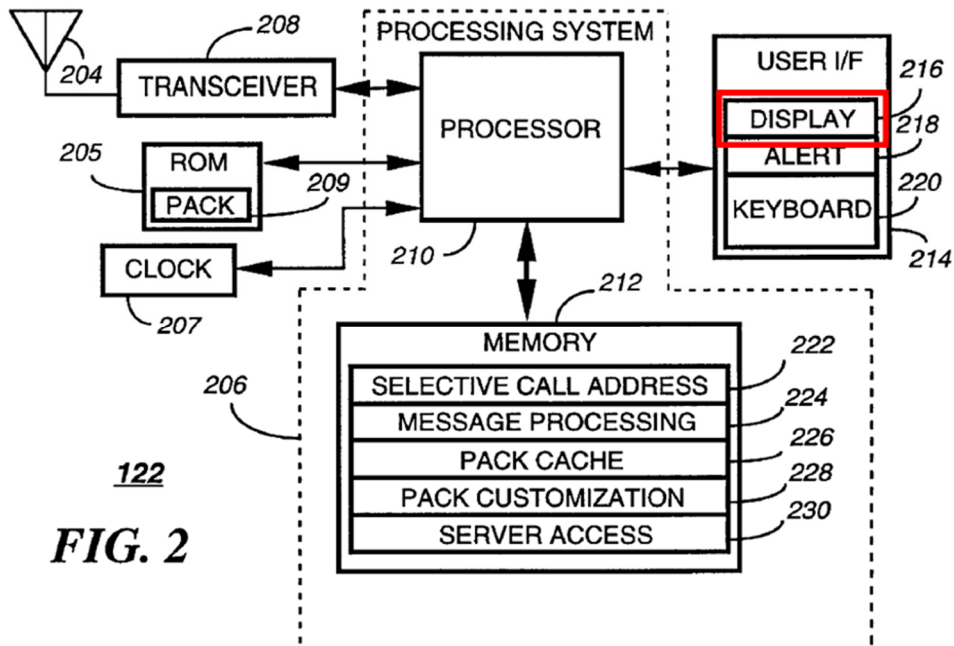 208
PROCESSING SYSTEM
204
TRANSCEIVER
PROCESSOR
USER I/F
216
DISPLAY
218
ALERT
205
ROM
209
PACK
220
KEYBOARD
210
214
CLOCK
207
212
MEMORY
222
SELECTIVE CALL ADDRESS
206
224
MESSAGE PROCESSING
226
PACK CACHE
122
228
PACK CUSTOMIZATION
230
SERVER ACCESS
FIG. 2